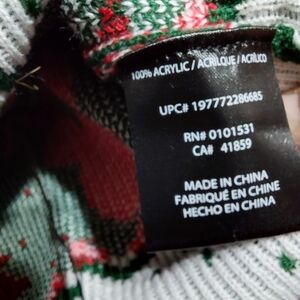 100% ACRYLIC / ACRILIQUE / ACRÍLICO
UPC# 197772286685
RN# 0101531
CA# 41859
MADE IN CHINA
FABRIQUÉ EN CHINE
HECHO EN CHINA